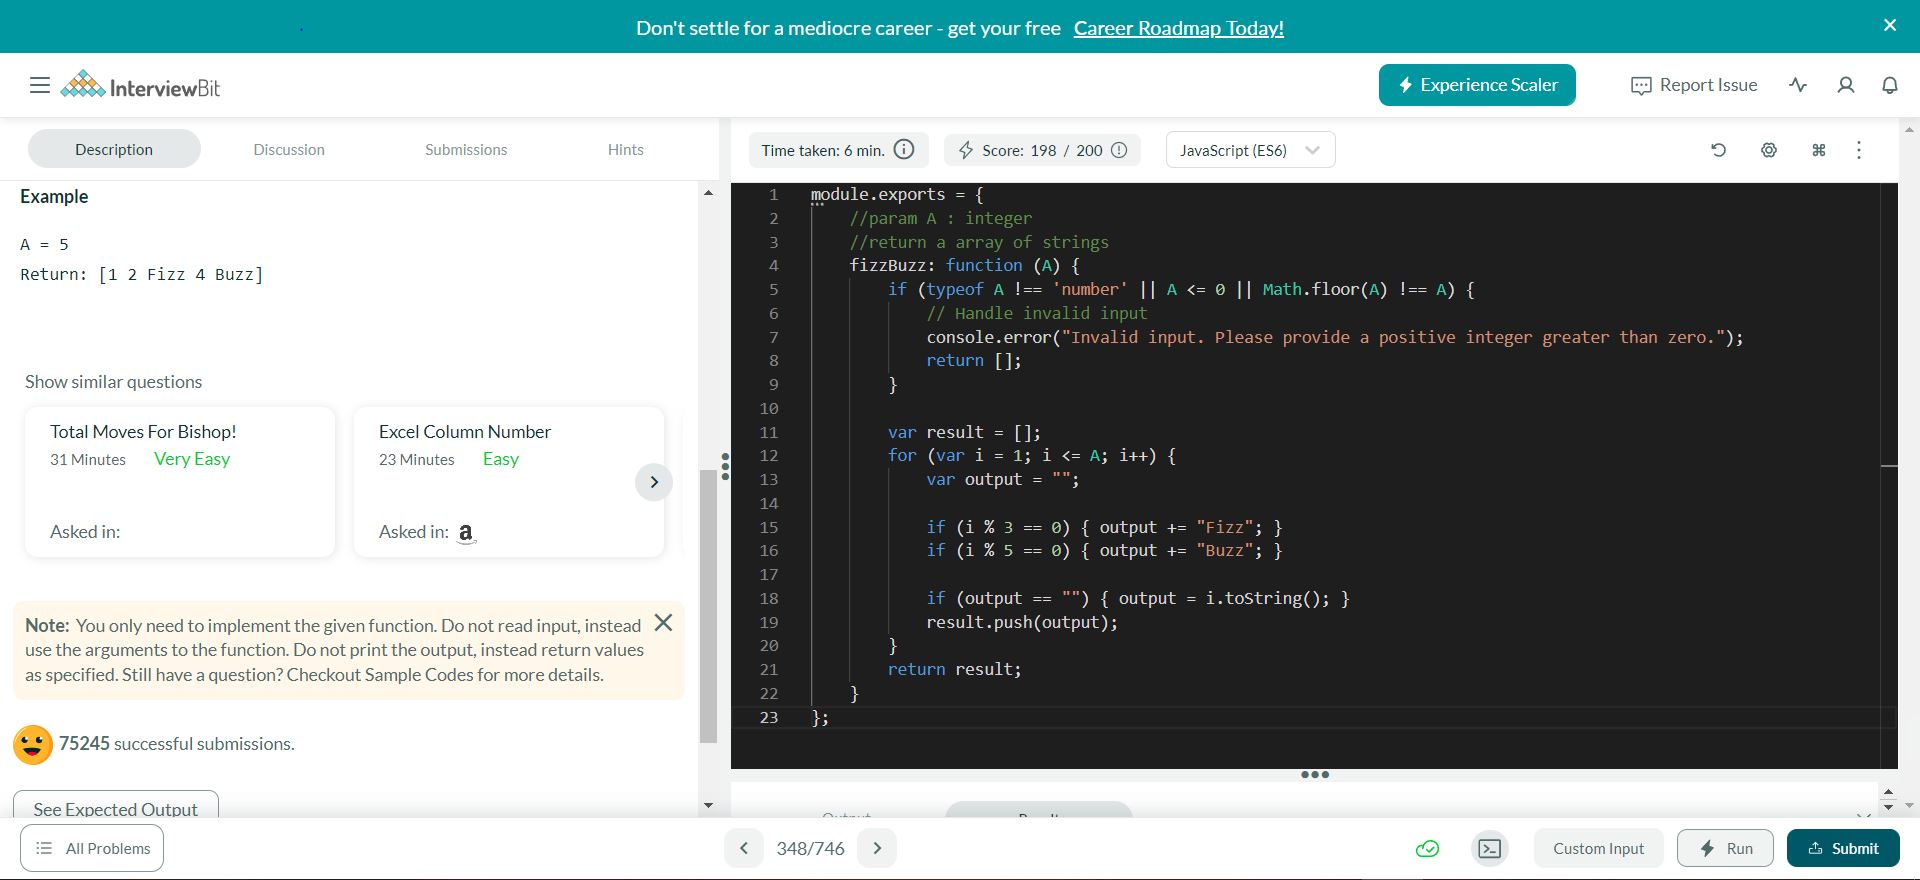 Don't settle for a mediocre career - get your free Career Roadmap Today!
InterviewBit
Experience Scaler
Report Issue
Description
Discussion
Submissions
Hints
Time taken: 6 min.
Score: 198 / 200
JavaScript (ES6)
Example
A = 5
Return: [1 2 Fizz 4 Buzz]
Show similar questions
Total Moves For Bishop!
31 Minutes Very Easy
Asked in:
Excel Column Number
23 Minutes Easy
Asked in: a
Note: You only need to implement the given function. Do not read input, instead
use the arguments to the function. Do not print the output, instead return values
as specified. Still have a question? Checkout Sample Codes for more details.
75245 successful submissions.
See Expected Output
1 module.exports = {
2 //param A : integer
3 //return a array of strings
4 fizzBuzz: function (A) {
5 if (typeof A !== 'number' || A <= 0 || Math.floor(A) !== A) {
6 // Handle invalid input
7 console.error("Invalid input. Please provide a positive integer greater than zero.");
8 return [];
9 }
10
11 var result = [];
12 for (var i = 1; i <= A; i++) {
13 var output = "";
14
15 if (i % 3 == 0) { output += "Fizz"; }
16 if (i % 5 == 0) { output += "Buzz"; }
17
18 if (output == "") { output = i.toString(); }
19 result.push(output);
20 }
21 return result;
22 }
23 };
All Problems
348/746
Custom Input
Run
Submit